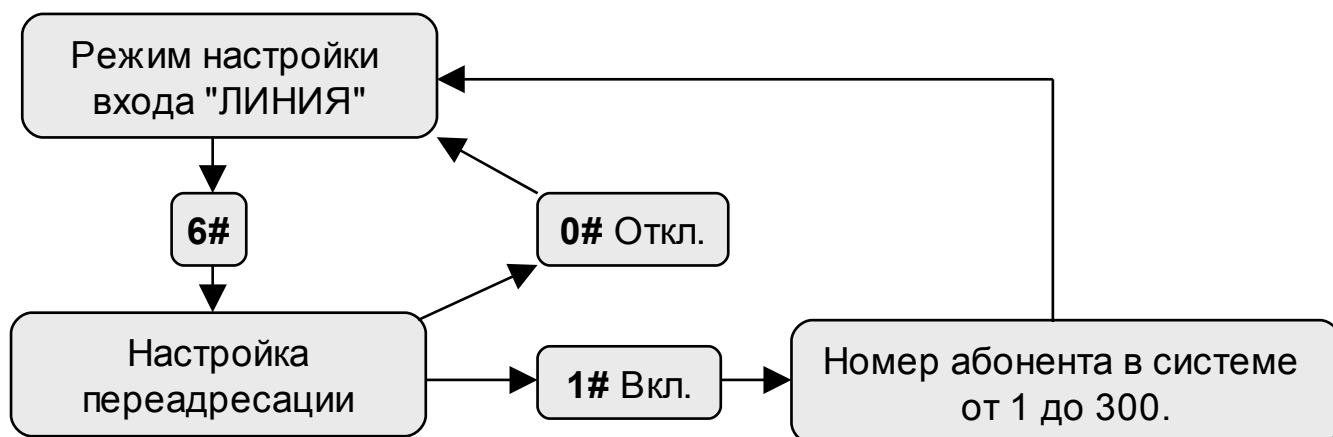 Режим настройки
входа "ЛИНИЯ"
6#
0# Откл.
Настройка
переадресации
1# Вкл.
Номер абонента в системе
от 1 до 300.